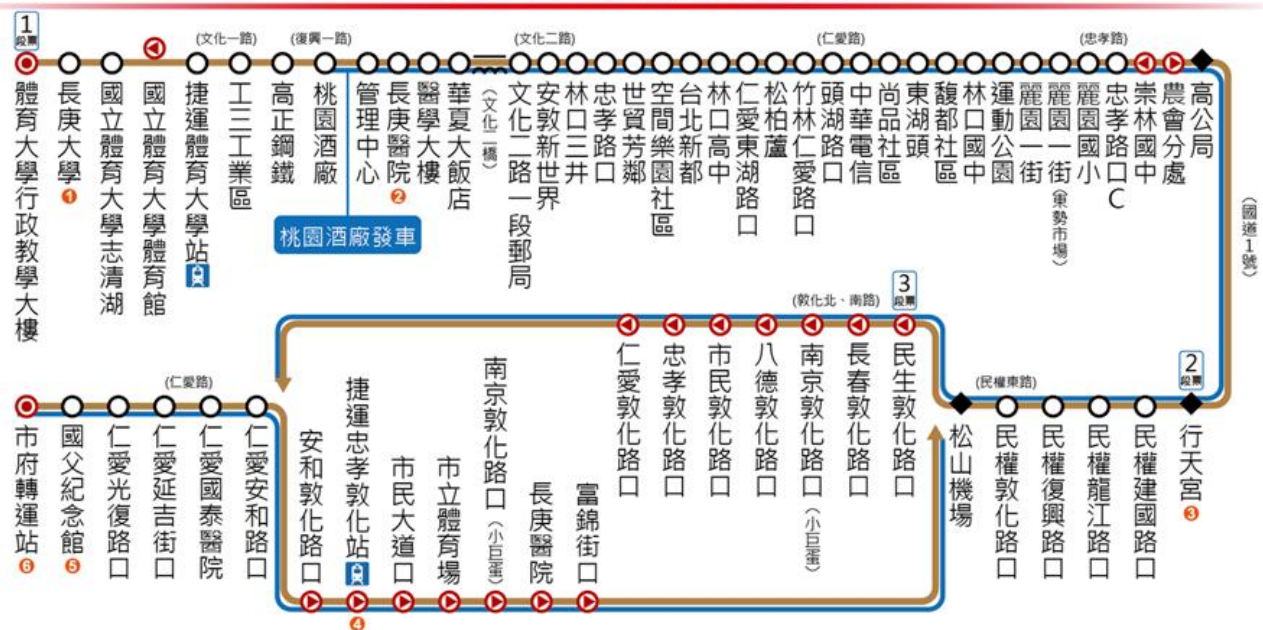 1
段票
(文化一路)
(復興一路)
(文化二路)
(仁愛路)
(忠孝路)
體育大學行政教學大樓
長庚大學
1
國立體育大學志清湖
國立體育大學體育館
捷運體育大學站
工三工業區
高正鋼鐵
桃園酒廠
管理中心
長庚醫院
2
醫學大樓
華夏大飯店
(文化二橋)
文化二路一段郵局
安敦新世界
林口三井
忠孝路口
世貿芳鄰
空間樂園社區
台北新都
林口高中
仁愛東湖路口
松柏蘆
竹林仁愛路口
頭湖路口
中華電信
尚品社區
東湖頭
馥都社區
林口國中
運動公園
麗園一街
麗園一街(東勢市場)
麗園國小
忠孝路口C
崇林國中
農會分處
高公局
桃園酒廠發車
(國道1號)
2
段票
行天宮
3
(民權東路)
民權建國路口
民權龍江路口
民權復興路口
民權敦化路口
松山機場
3
段票
(敦化北、南路)
民生敦化路口
長春敦化路口
南京敦化路口(小巨蛋)
八德敦化路口
市民敦化路口
忠孝敦化路口
仁愛敦化路口
(仁愛路)
仁愛安和路口
仁愛國泰醫院
仁愛延吉街口
仁愛光復路口
國父紀念館
5
市府轉運站
6
安和敦化路口
捷運忠孝敦化站
4
市民大道口
市立體育場
南京敦化路口(小巨蛋)
長庚醫院
富錦街口